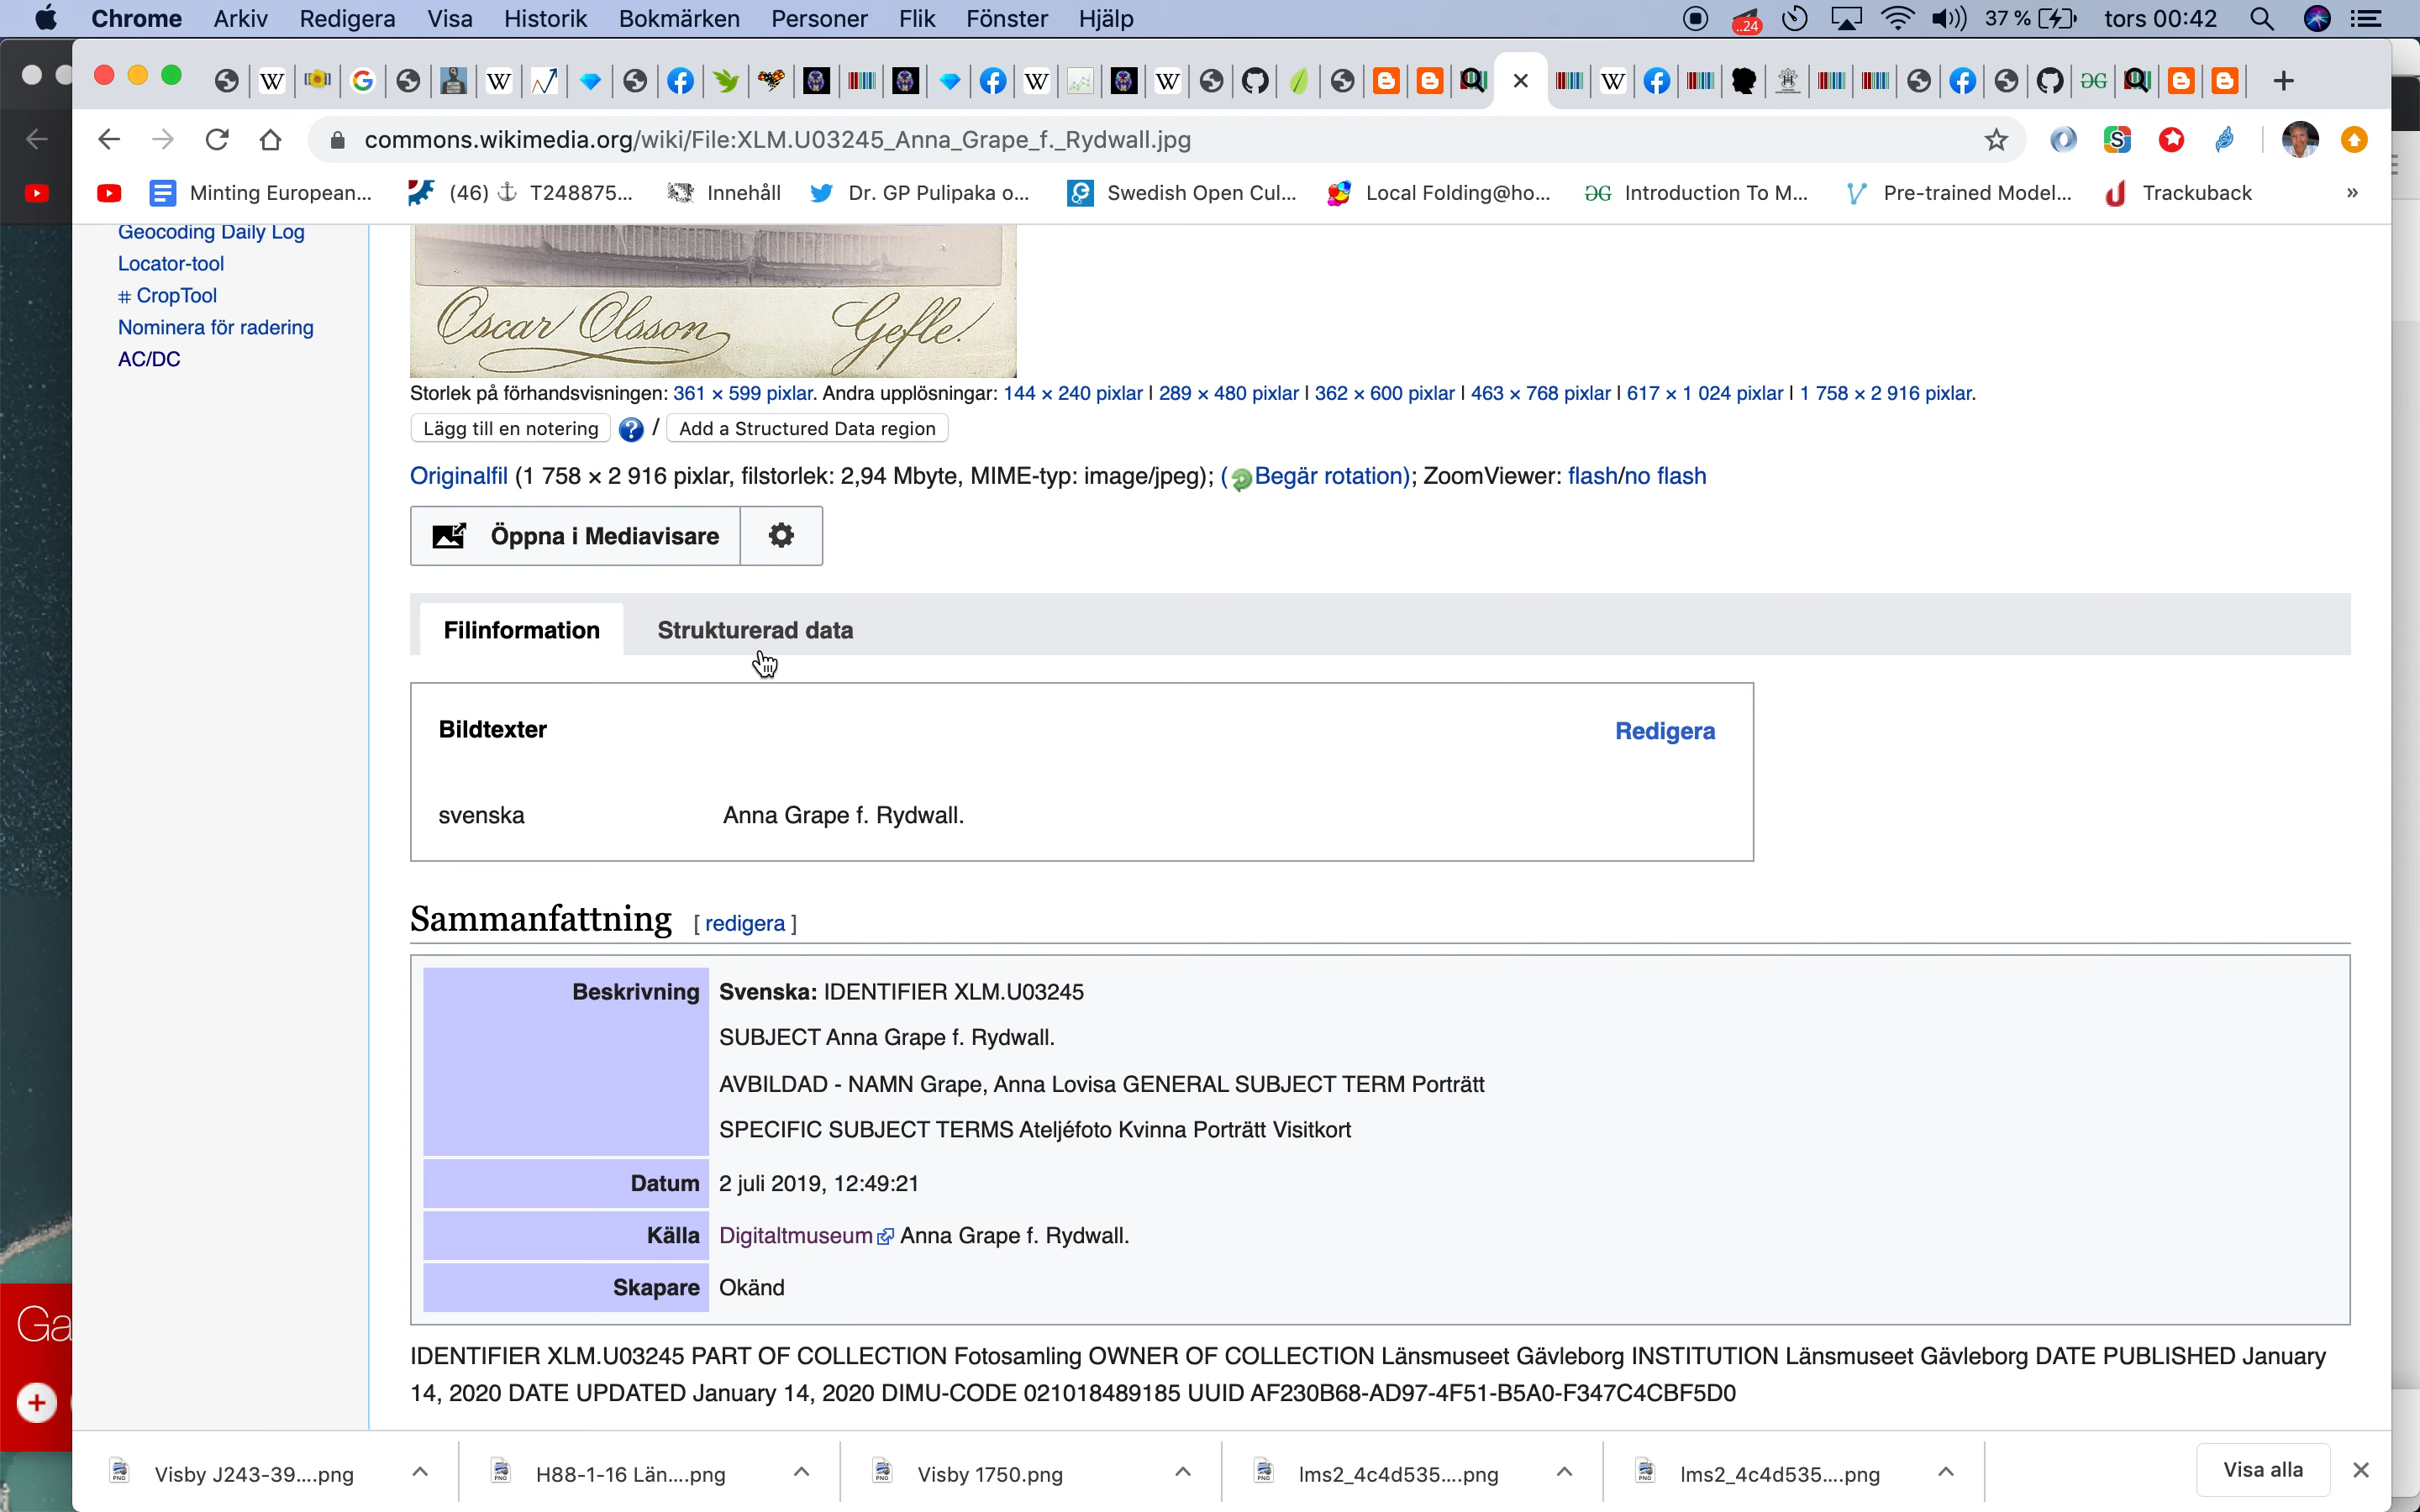 Chrome Arkiv Redigera Visa Historik Bokmärken Personer Flik Fönster Hjälp ..24 37 % tors 00:42
commons.wikimedia.org/wiki/File:XLM.U03245_Anna_Grape_f._Rydwall.jpg
Minting European... (46) T248875... Innehåll Dr. GP Pulipaka o... Swedish Open Cul... Local Folding@ho... Introduction To M... Pre-trained Model... Trackuback »
Geocoding Daily Log
Locator-tool
# CropTool
Nominera för radering
AC/DC
Oscar Olsson, Gefle!
Storlek på förhandsvisningen: 361 × 599 pixlar. Andra upplösningar: 144 × 240 pixlar | 289 × 480 pixlar | 362 × 600 pixlar | 463 × 768 pixlar | 617 × 1 024 pixlar | 1 758 × 2 916 pixlar.
Lägg till en notering ? / Add a Structured Data region
Originalfil (1 758 × 2 916 pixlar, filstorlek: 2,94 Mbyte, MIME-typ: image/jpeg); (Begär rotation); ZoomViewer: flash/no flash
Öppna i Mediavisare
Filinformation Strukturerad data
Bildtexter Redigera
svenska Anna Grape f. Rydwall.
Sammanfattning [ redigera ]
Beskrivning Svenska: IDENTIFIER XLM.U03245
SUBJECT Anna Grape f. Rydwall.
AVBILDAD - NAMN Grape, Anna Lovisa GENERAL SUBJECT TERM Porträtt
SPECIFIC SUBJECT TERMS Ateljéfoto Kvinna Porträtt Visitkort
Datum 2 juli 2019, 12:49:21
Källa Digitaltmuseum Anna Grape f. Rydwall.
Skapare Okänd
Ga
IDENTIFIER XLM.U03245 PART OF COLLECTION Fotosamling OWNER OF COLLECTION Länsmuseet Gävleborg INSTITUTION Länsmuseet Gävleborg DATE PUBLISHED January
14, 2020 DATE UPDATED January 14, 2020 DIMU-CODE 021018489185 UUID AF230B68-AD97-4F51-B5A0-F347C4CBF5D0
Visby J243-39....png H88-1-16 Län....png Visby 1750.png lms2_4c4d535....png lms2_4c4d535....png Visa alla